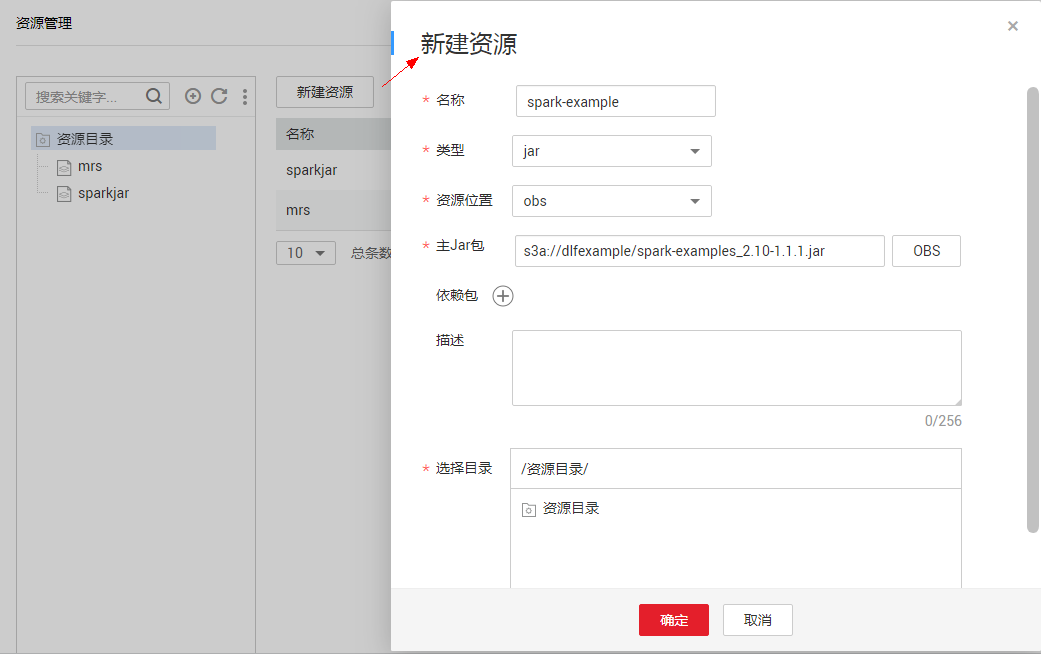 资源管理
搜索关键字...
资源目录
mrs
sparkjar
新建资源
名称
sparkjar
mrs
10
总条数
新建资源
×
* 名称
spark-example
* 类型
jar
* 资源位置
obs
* 主Jar包
s3a://dlfexample/spark-examples_2.10-1.1.1.jar
OBS
依赖包
描述
0/256
* 选择目录
/资源目录/
资源目录
确定
取消